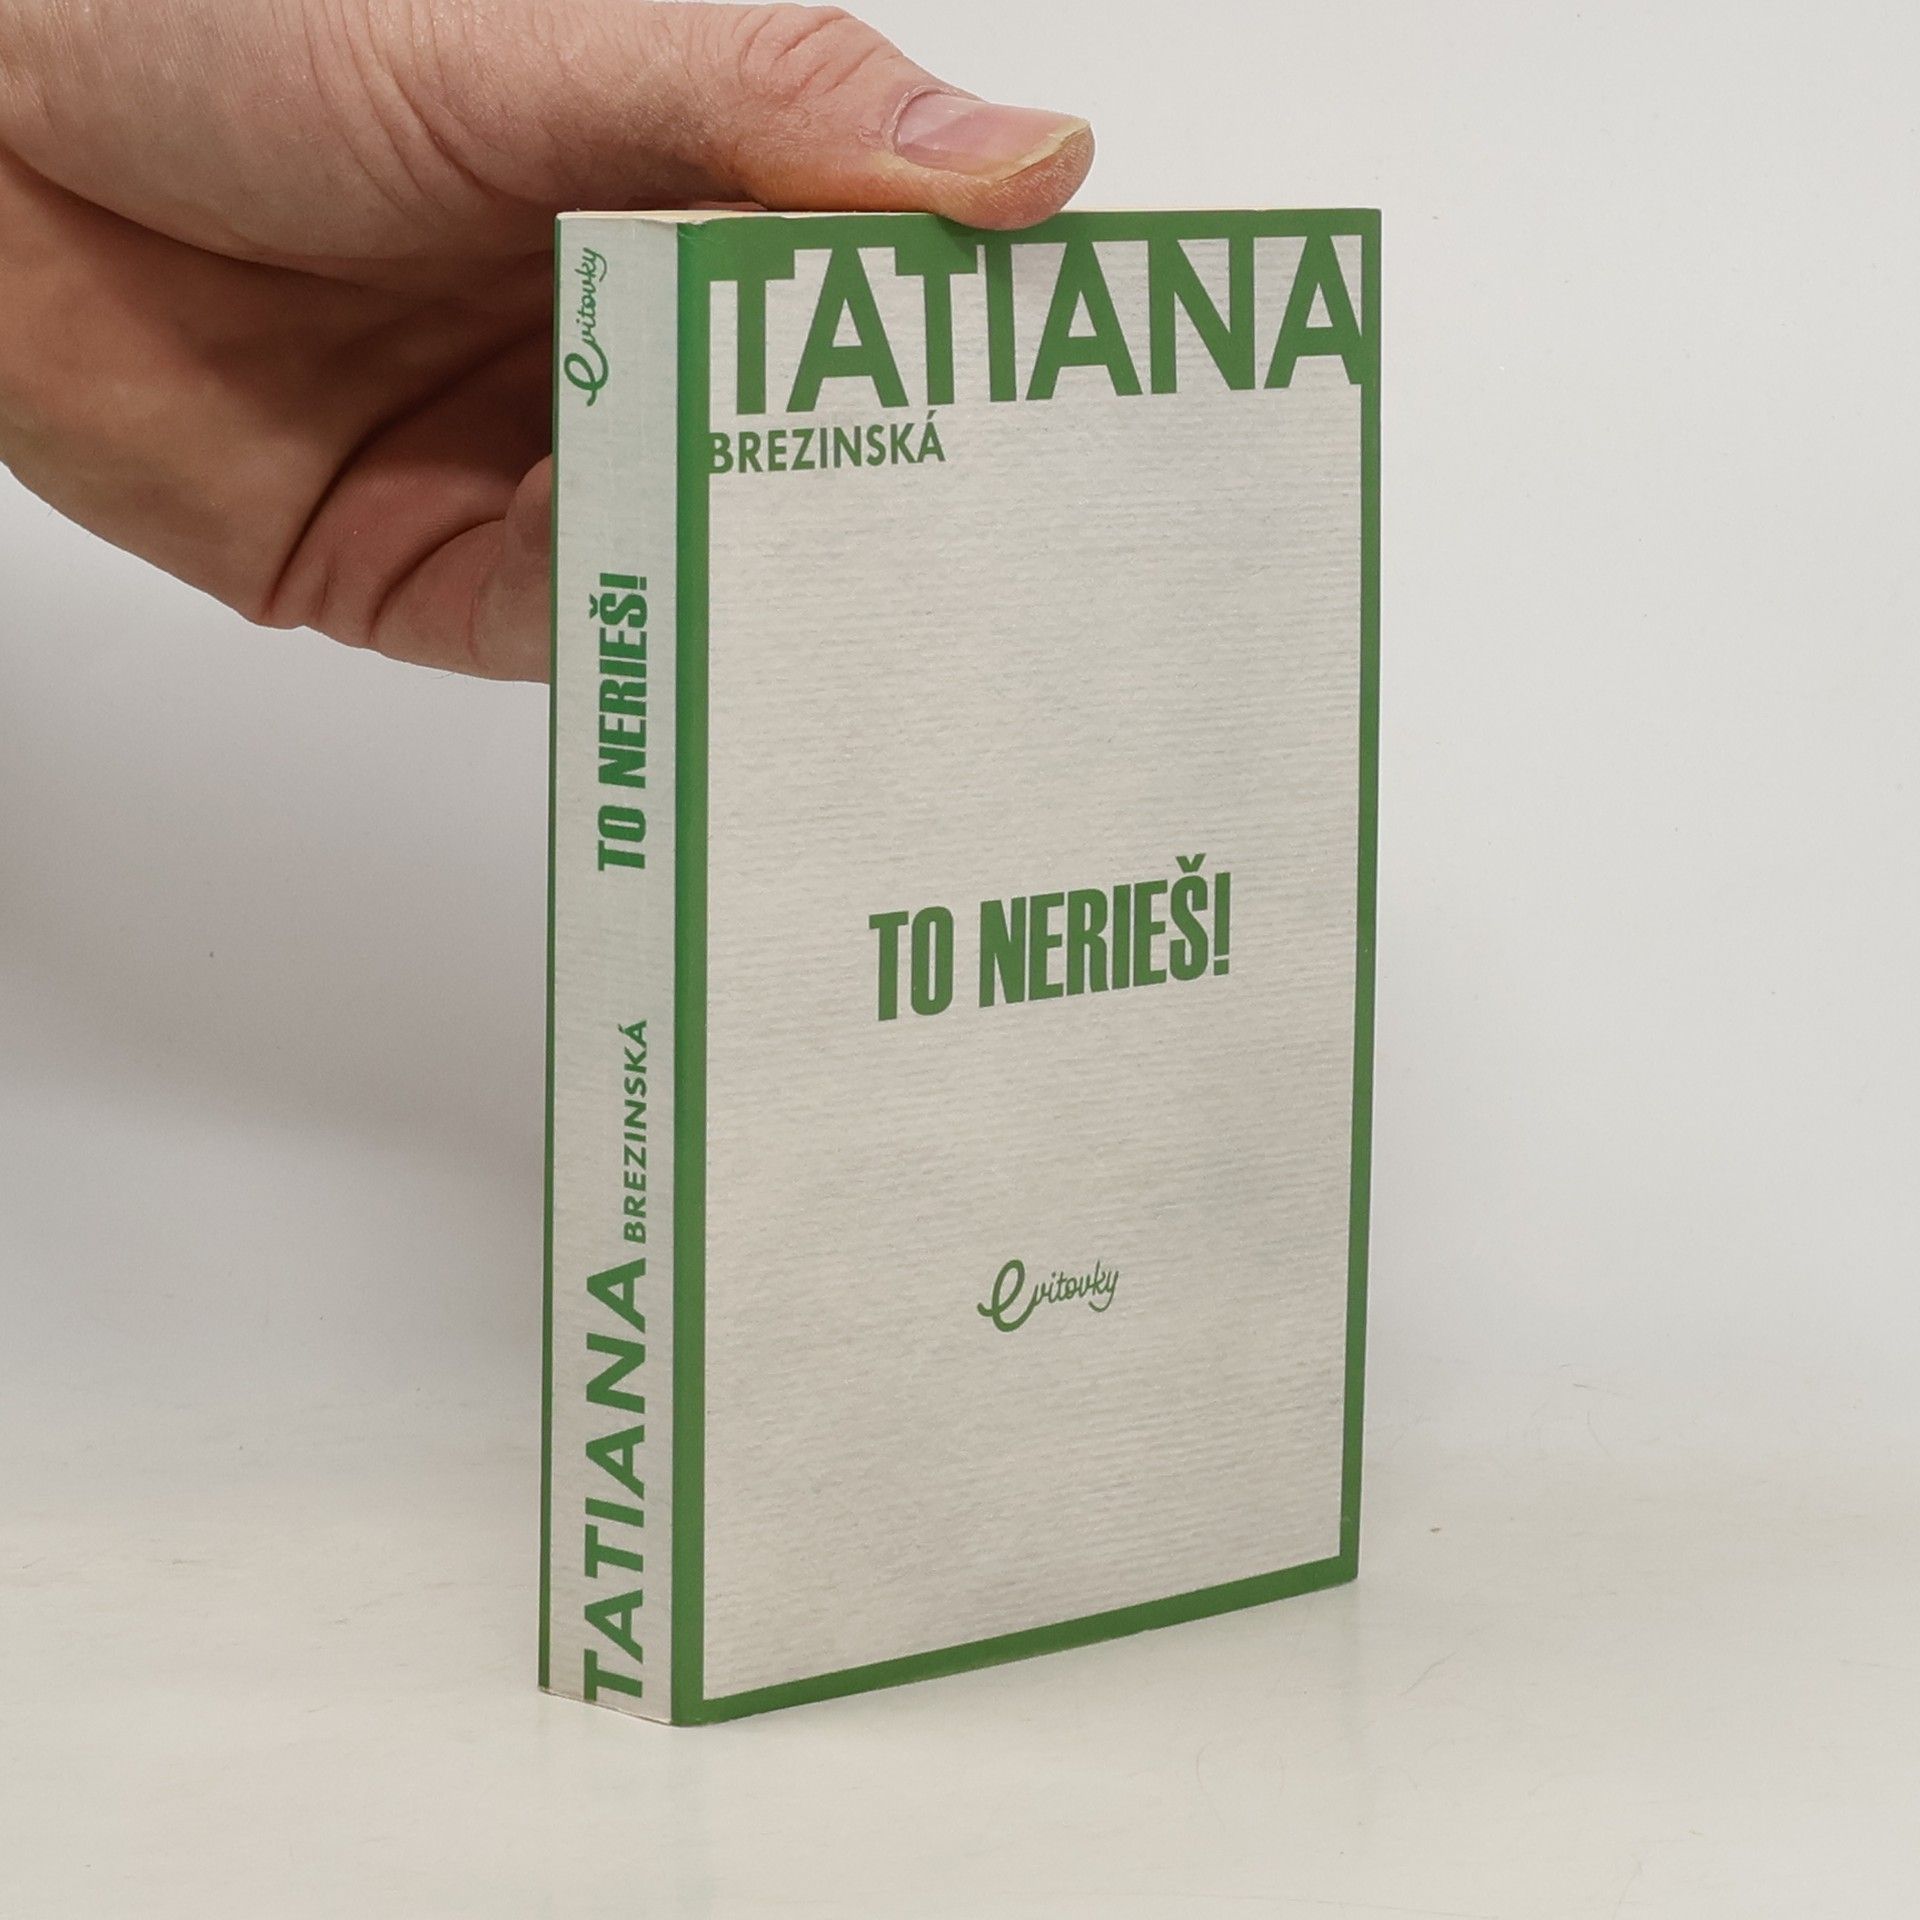 TATIANA
BREZINSKÁ
TO NERIEŠ!
evitovky
TATIANA BREZINSKÁ TO NERIEŠ! evitovky